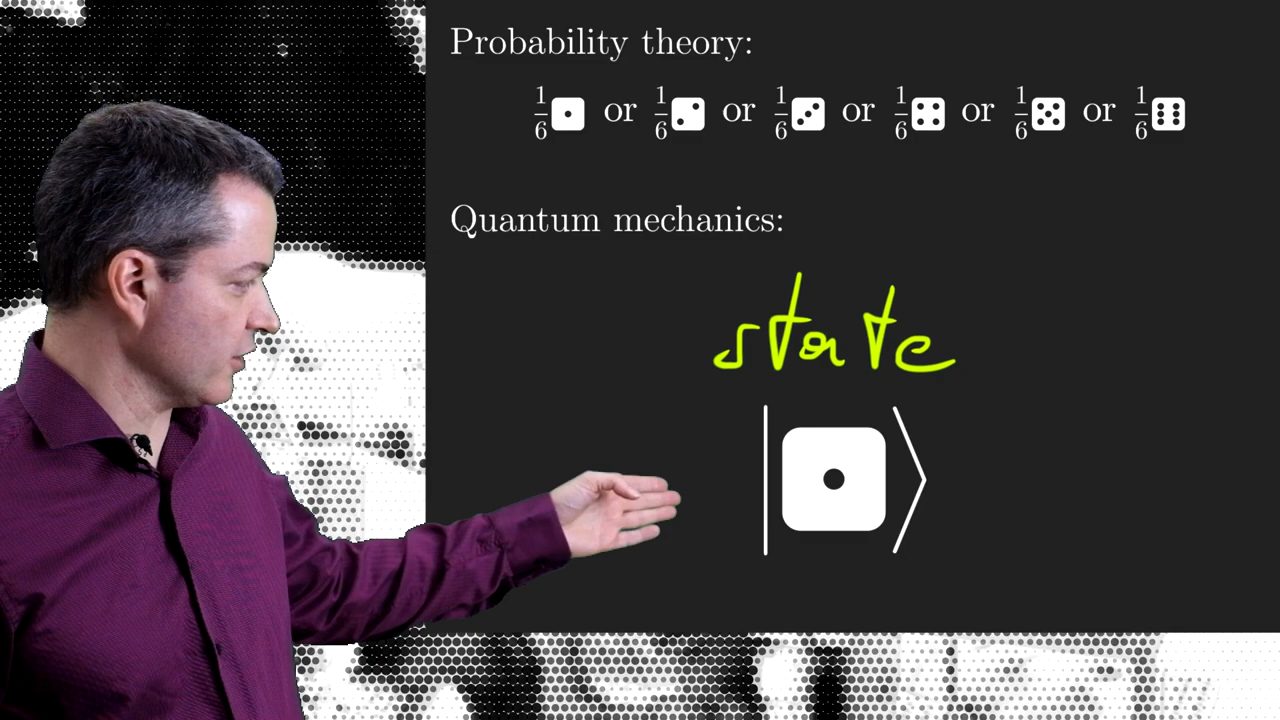 Probability theory:
1/6 ⚀ or 1/6 ⚁ or 1/6 ⚂ or 1/6 ⚃ or 1/6 ⚄ or 1/6 ⚅
Quantum mechanics:
state
|⚀⟩